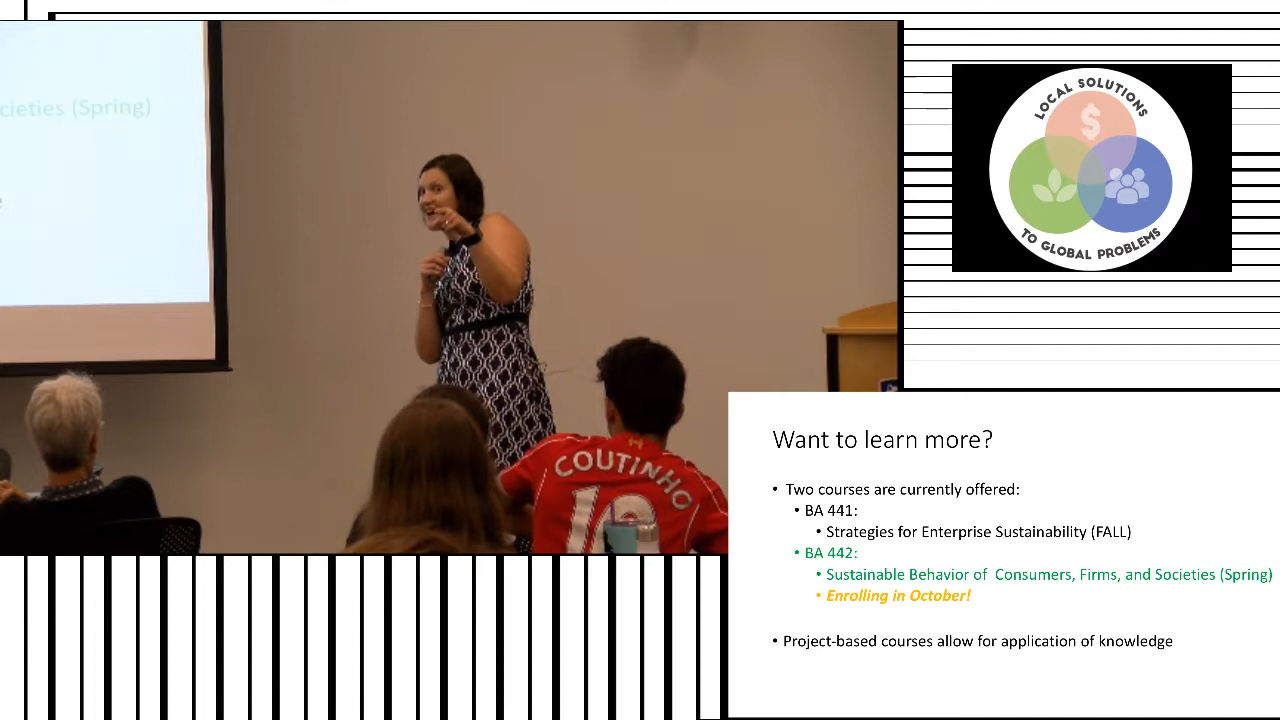 cieties (Spring)
e
COUTINHO
10
LOCAL SOLUTIONS
$
TO GLOBAL PROBLEMS
Want to learn more?
• Two courses are currently offered:
• BA 441:
• Strategies for Enterprise Sustainability (FALL)
• BA 442:
• Sustainable Behavior of  Consumers, Firms, and Societies (Spring)
• Enrolling in October!
• Project-based courses allow for application of knowledge